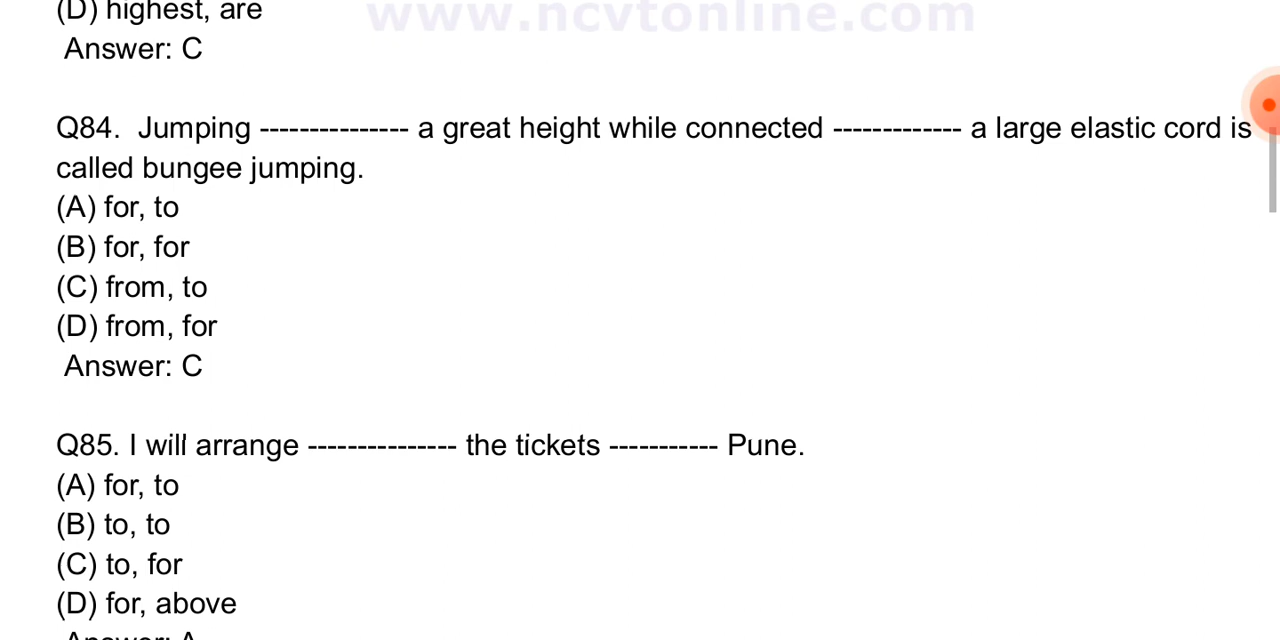 (D) highest, are
www.ncvtonline.com
Answer: C
Q84. Jumping --------------- a great height while connected ------------- a large elastic cord is
called bungee jumping.
(A) for, to
(B) for, for
(C) from, to
(D) from, for
Answer: C
Q85. I will arrange --------------- the tickets ----------- Pune.
(A) for, to
(B) to, to
(C) to, for
(D) for, above
Answer: A